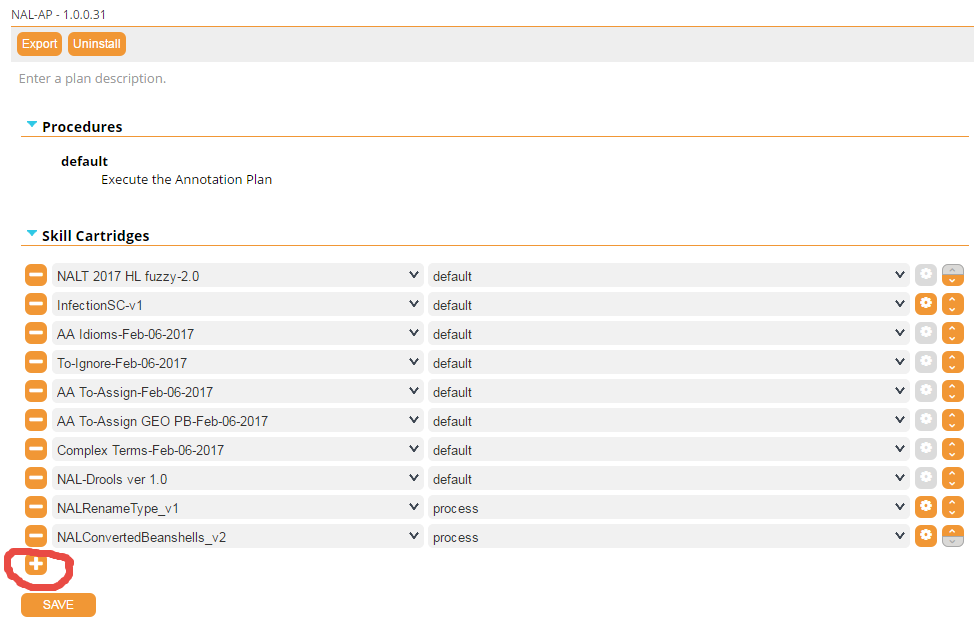 NAL-AP - 1.0.0.31
Export Uninstall
Enter a plan description.
Procedures
default
Execute the Annotation Plan
Skill Cartridges
NALT 2017 HL fuzzy-2.0 default
InfectionSC-v1 default
AA Idioms-Feb-06-2017 default
To-Ignore-Feb-06-2017 default
AA To-Assign-Feb-06-2017 default
AA To-Assign GEO PB-Feb-06-2017 default
Complex Terms-Feb-06-2017 default
NAL-Drools ver 1.0 default
NALRenameType_v1 process
NALConvertedBeanshells_v2 process
SAVE